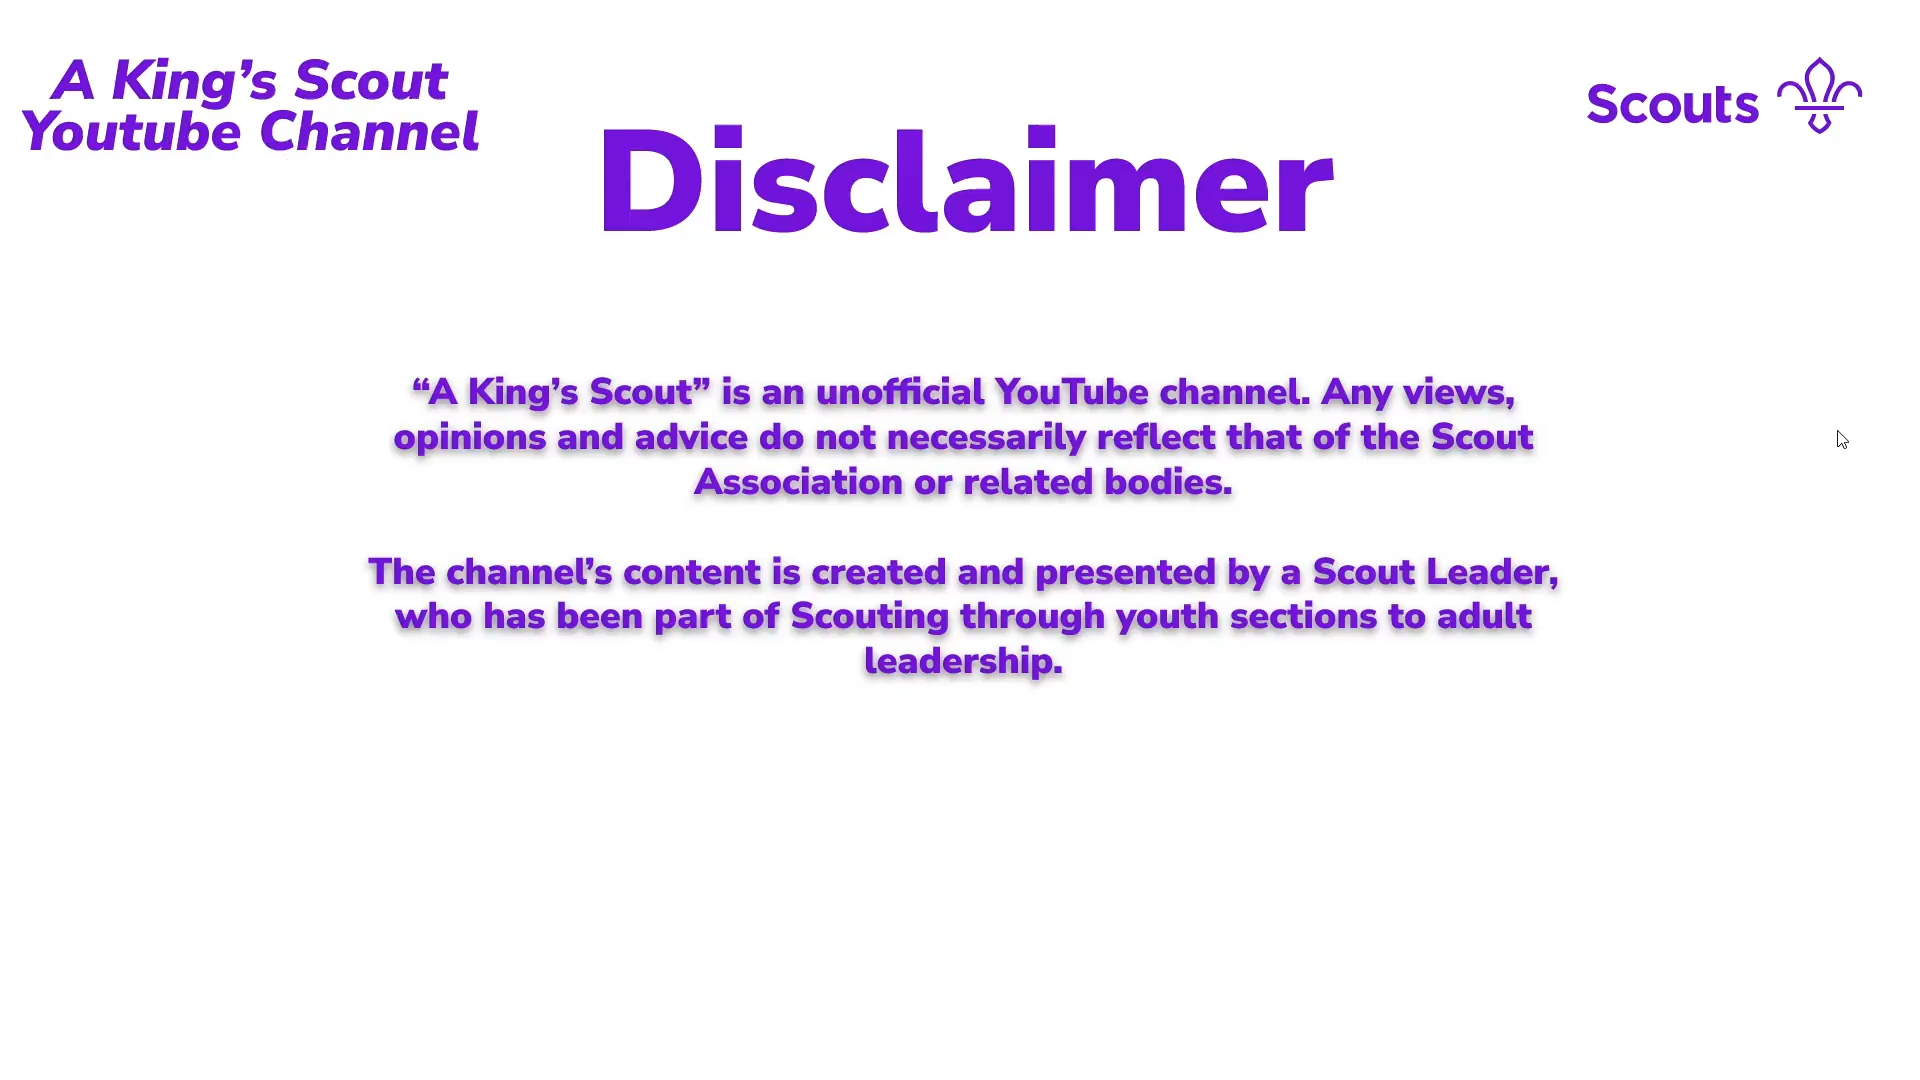 A King’s Scout
Youtube Channel
Scouts
Disclaimer
“A King’s Scout” is an unofficial YouTube channel. Any views,
opinions and advice do not necessarily reflect that of the Scout
Association or related bodies.
The channel’s content is created and presented by a Scout Leader,
who has been part of Scouting through youth sections to adult
leadership.